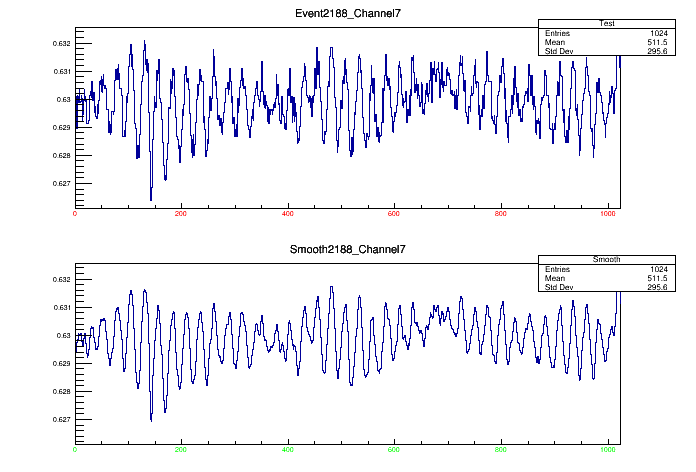 Event2188_Channel7
Test
Entries 1024
Mean 511.5
Std Dev 295.6
0.632
0.631
0.63
0.629
0.628
0.627
0 200 400 600 800 1000
Smooth2188_Channel7
Smooth
Entries 1024
Mean 511.5
Std Dev 295.6
0.632
0.631
0.63
0.629
0.628
0.627
0 200 400 600 800 1000